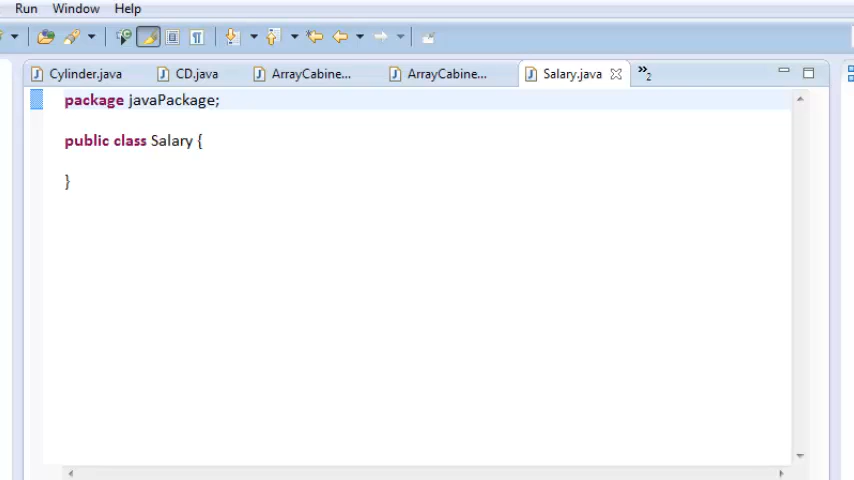 Run Window Help
Cylinder.java CD.java ArrayCabine... ArrayCabine... Salary.java »2
package javaPackage;
public class Salary {
}